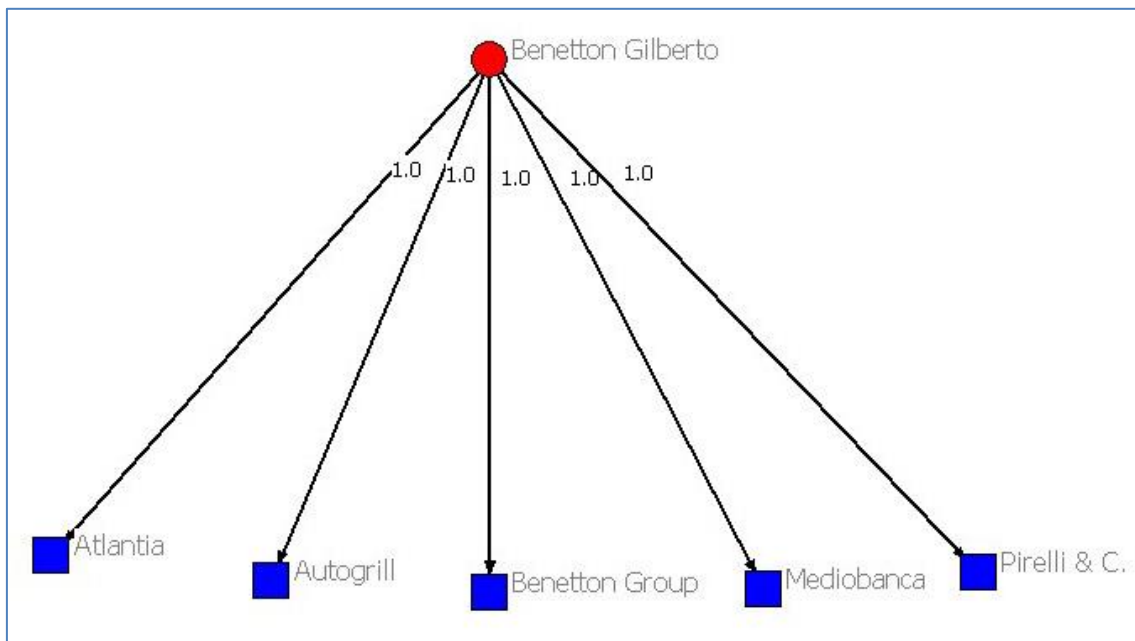 Benetton Gilberto
1.0 1.0 1.0 1.0 1.0
Atlantia
Autogrill
Benetton Group
Mediobanca
Pirelli & C.